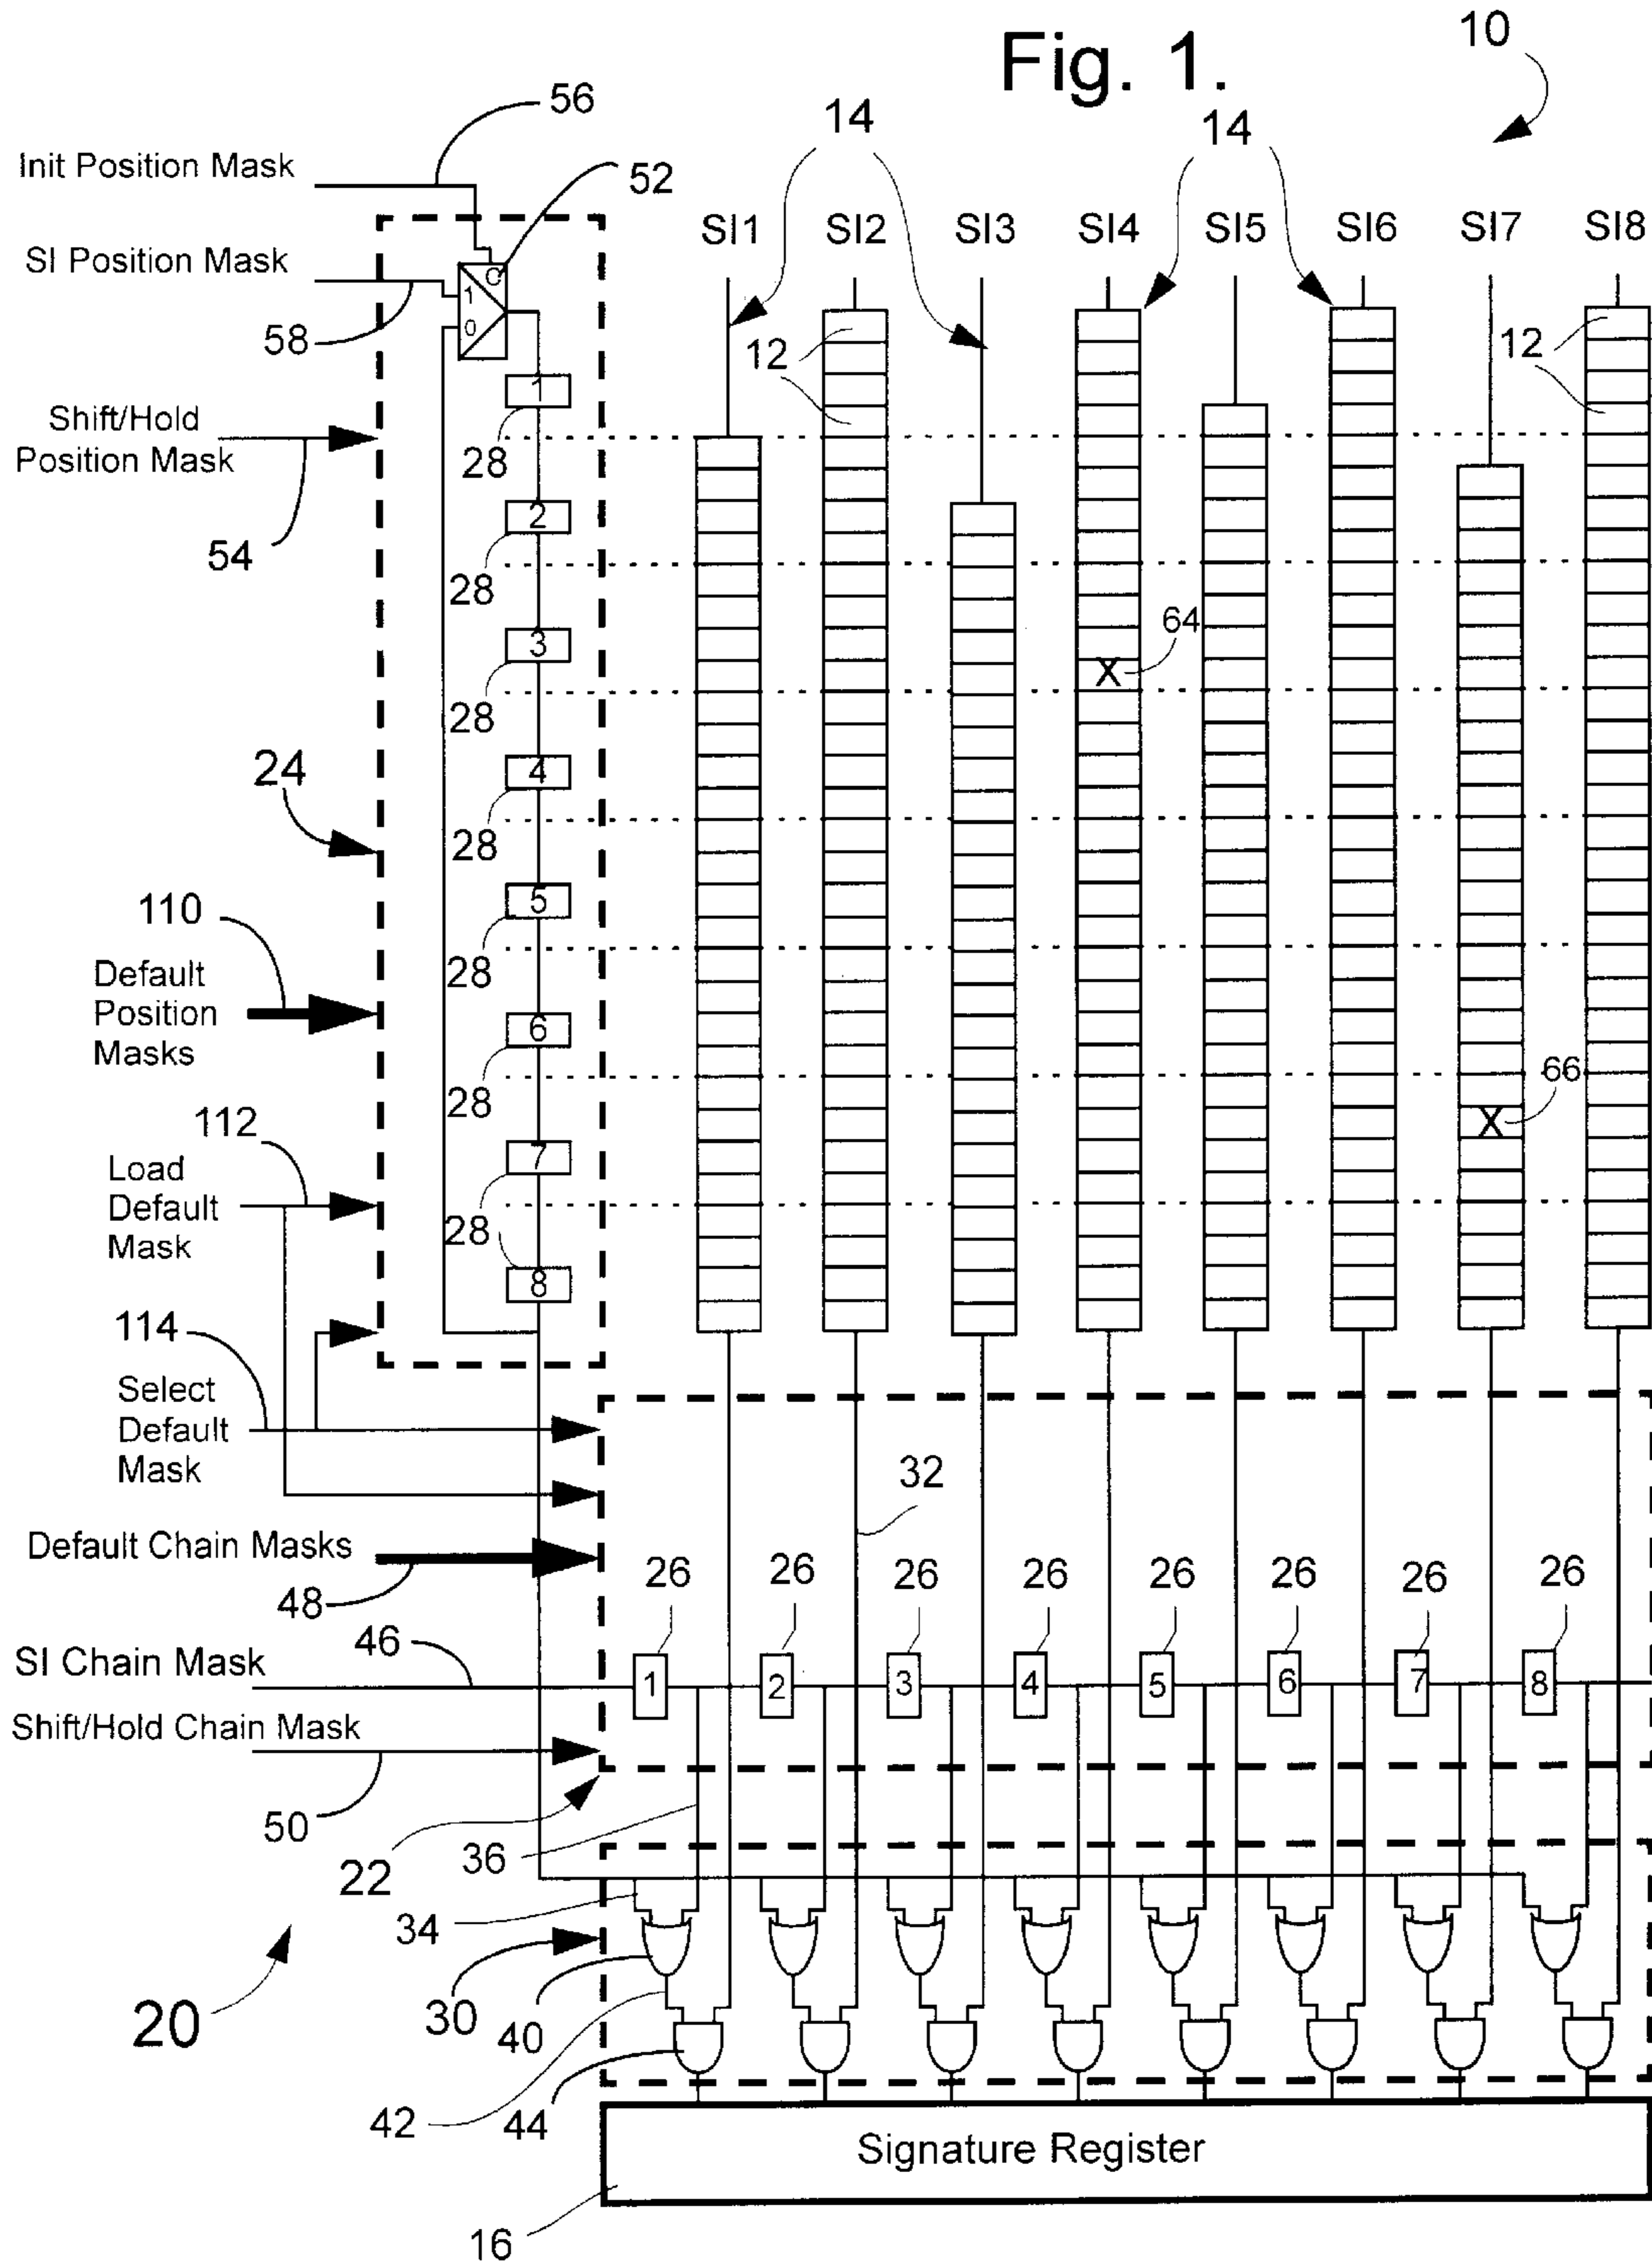 Fig. 1.
10
56
14
14
Init Position Mask
52
SI1 SI2 SI3 SI4 SI5 SI6 SI7 SI8
SI Position Mask
C
1
0
58
12
12
1
Shift/Hold
Position Mask
28
54
2
28
64
3
X
28
24
4
28
110
5
28
Default
Position
Masks
6
28
66
X
112
7
Load
Default
Mask
28
8
114
Select
Default
Mask
32
Default Chain Masks
48
26 26 26 26 26 26 26 26
SI Chain Mask
46
1 2 3 4 5 6 7 8
Shift/Hold Chain Mask
50
22
36
34
20
30
40
42
44
Signature Register
16